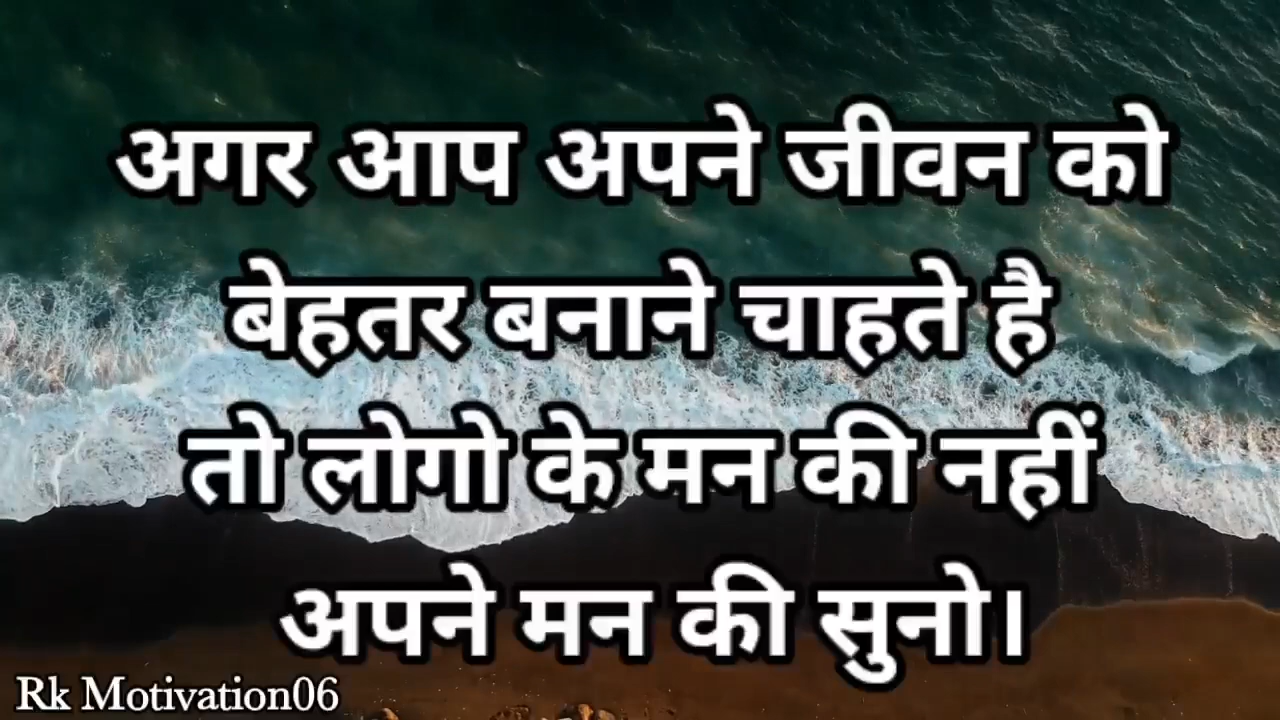 अगर आप अपने जीवन को
बेहतर बनाने चाहते है
तो लोगो के मन की नहीं
अपने मन की सुनो।
Rk Motivation06